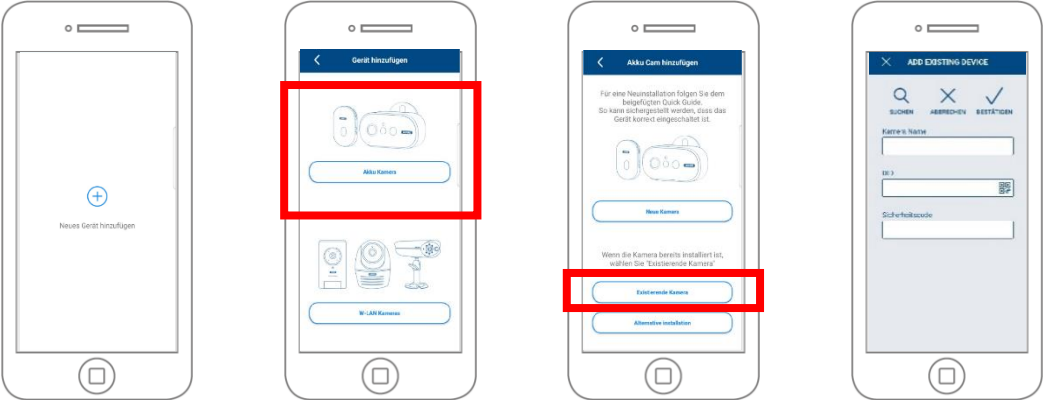 Neues Gerät hinzufügen
Gerät hinzufügen
Akku Kamera
WLAN Kameras
Akku Cam hinzufügen
Für eine Neuinstallation folgen Sie dem
beigefügten Quick Guide.
So kann sichergestellt werden, dass das
Gerät korrekt eingeschaltet ist.
Neue Kamera
Wenn die Kamera bereits installiert ist,
wählen Sie "Existierende Kamera"
Existierende Kamera
Alternative installation
ADD EXISTING DEVICE
SUCHEN ABBRECHEN BESTÄTIGEN
Kamera Name
Sicherheitscode